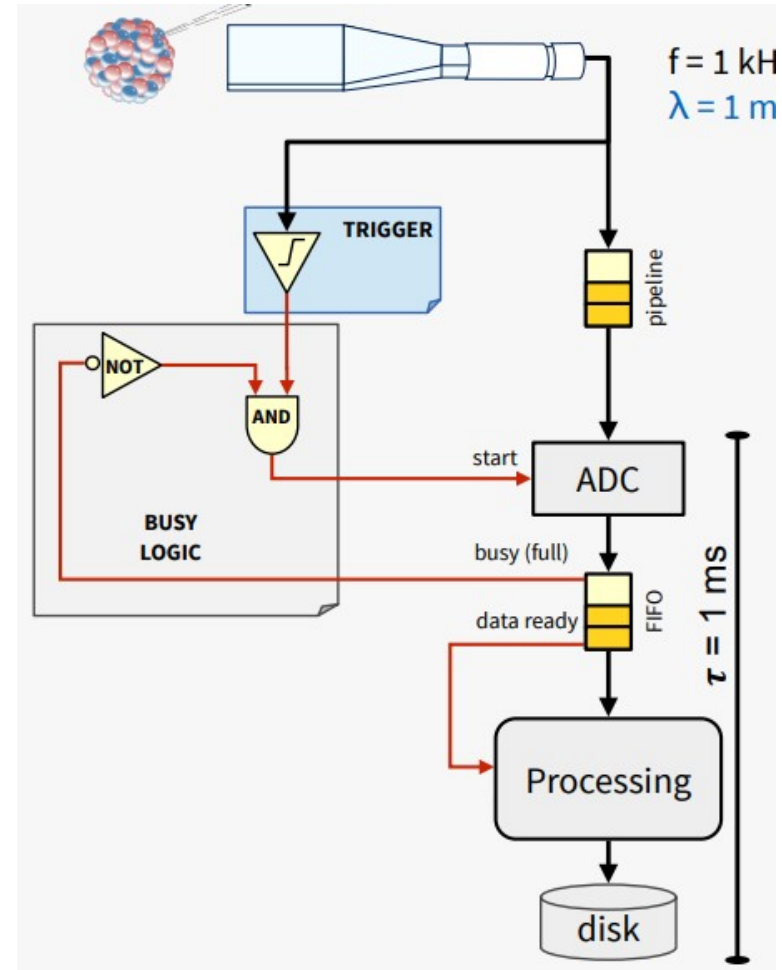 f = 1 kH
λ = 1 m
TRIGGER
pipeline
NOT
AND
start
ADC
BUSY
LOGIC
busy (full)
data ready
FIFO
τ = 1 ms
Processing
disk